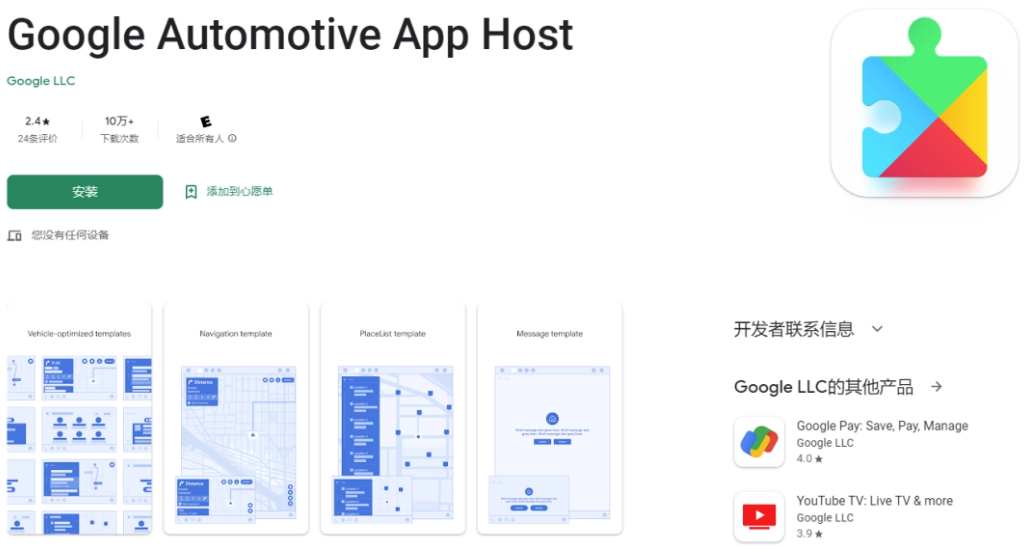 Google Automotive App Host
Google LLC
2.4★ 10万+ E
24条评价 下载次数 适合所有人
安装 添加到心愿单
您没有任何设备
Vehicle-optimized templates
Navigation template
PlaceList template
Message template
Distance
Distance
开发者联系信息
Google LLC的其他产品
Google Pay: Save, Pay, Manage
Google LLC
4.0★
YouTube TV: Live TV & more
Google LLC
3.9★